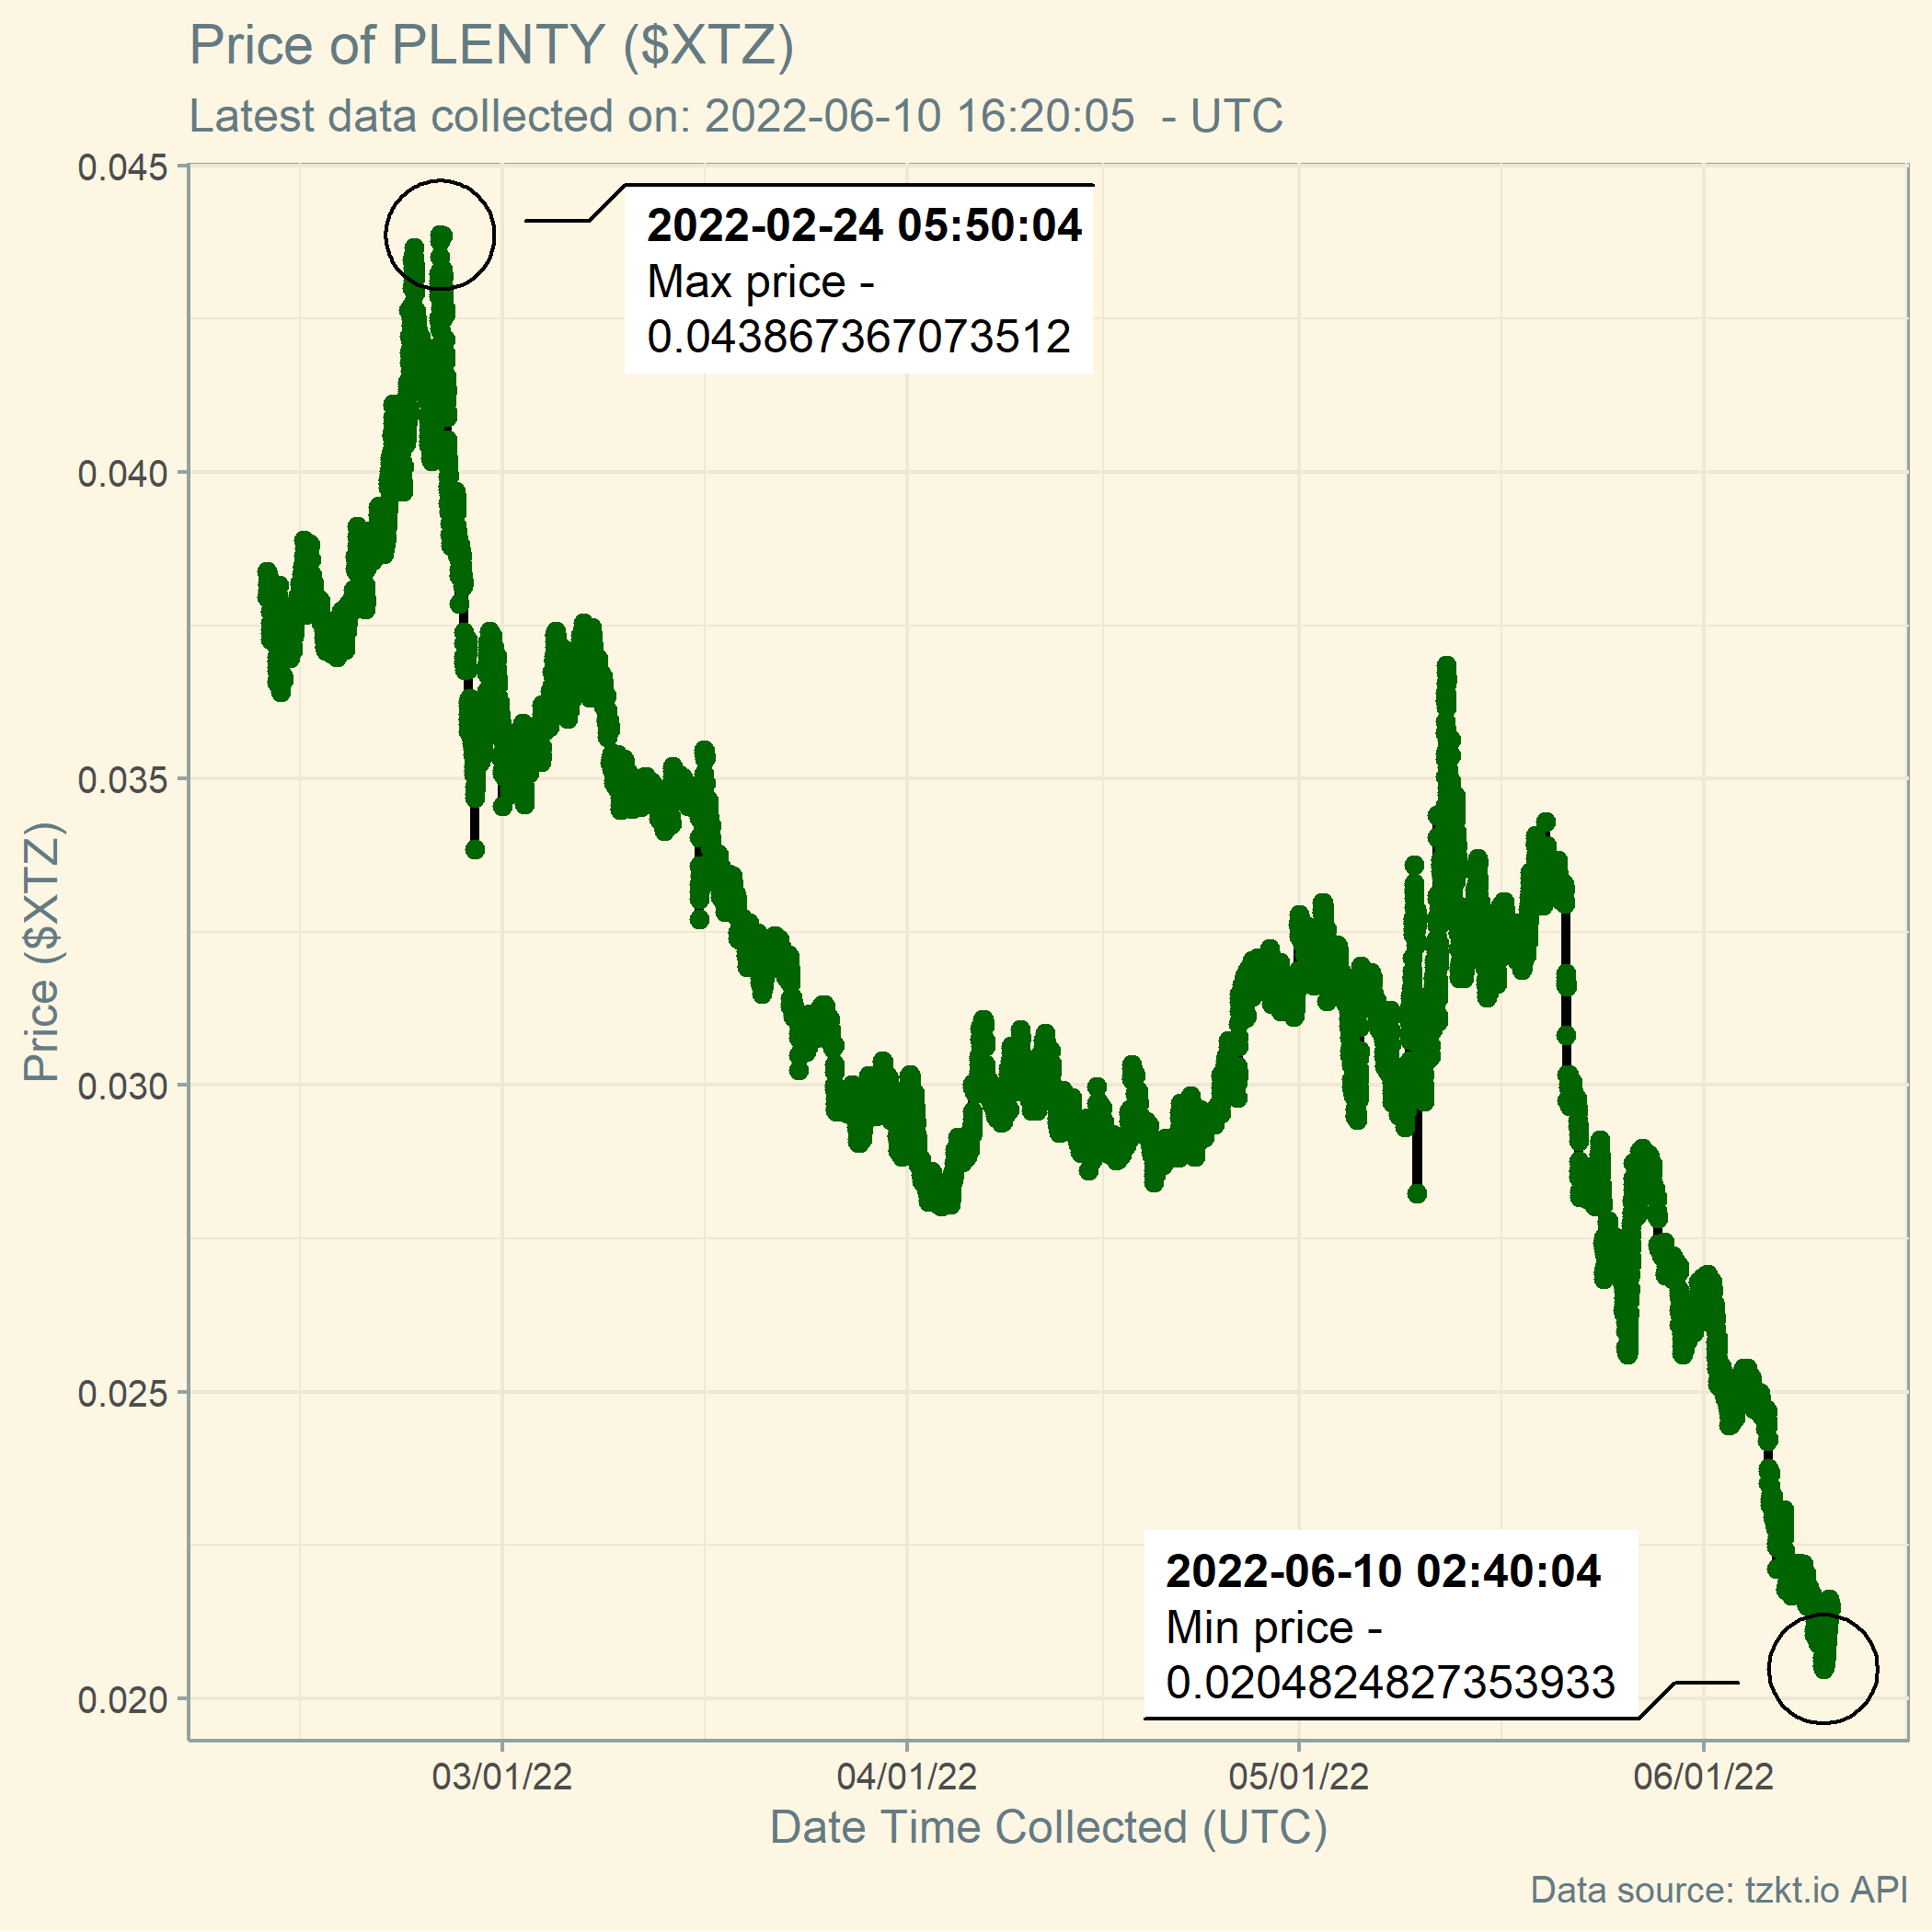 Price of PLENTY ($XTZ)
Latest data collected on: 2022-06-10 16:20:05  - UTC
0.045
0.040
0.035
0.030
0.025
0.020
Price ($XTZ)
2022-02-24 05:50:04
Max price -
0.043867367073512
2022-06-10 02:40:04
Min price -
0.0204824827353933
03/01/22
04/01/22
05/01/22
06/01/22
Date Time Collected (UTC)
Data source: tzkt.io API